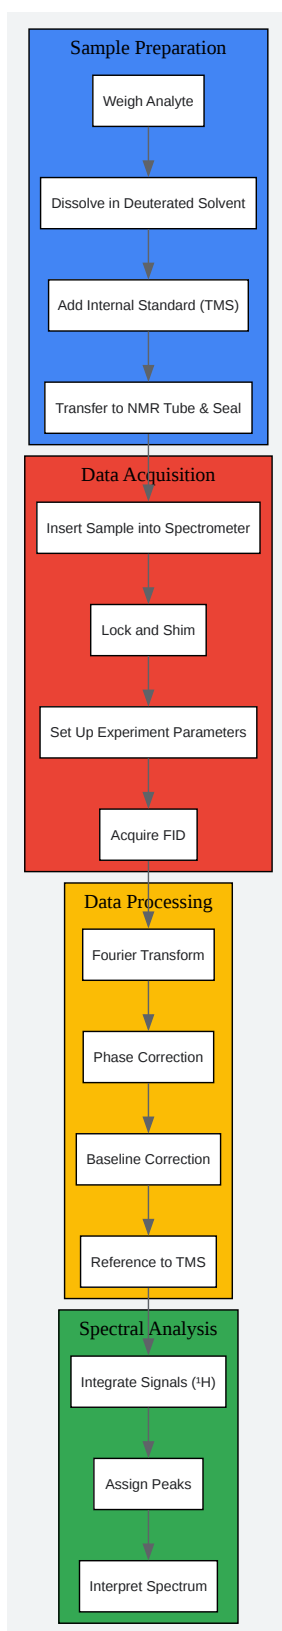 Sample Preparation
Weigh Analyte
Dissolve in Deuterated Solvent
Add Internal Standard (TMS)
Transfer to NMR Tube & Seal
Data Acquisition
Insert Sample into Spectrometer
Lock and Shim
Set Up Experiment Parameters
Acquire FID
Data Processing
Fourier Transform
Phase Correction
Baseline Correction
Reference to TMS
Spectral Analysis
Integrate Signals (¹H)
Assign Peaks
Interpret Spectrum